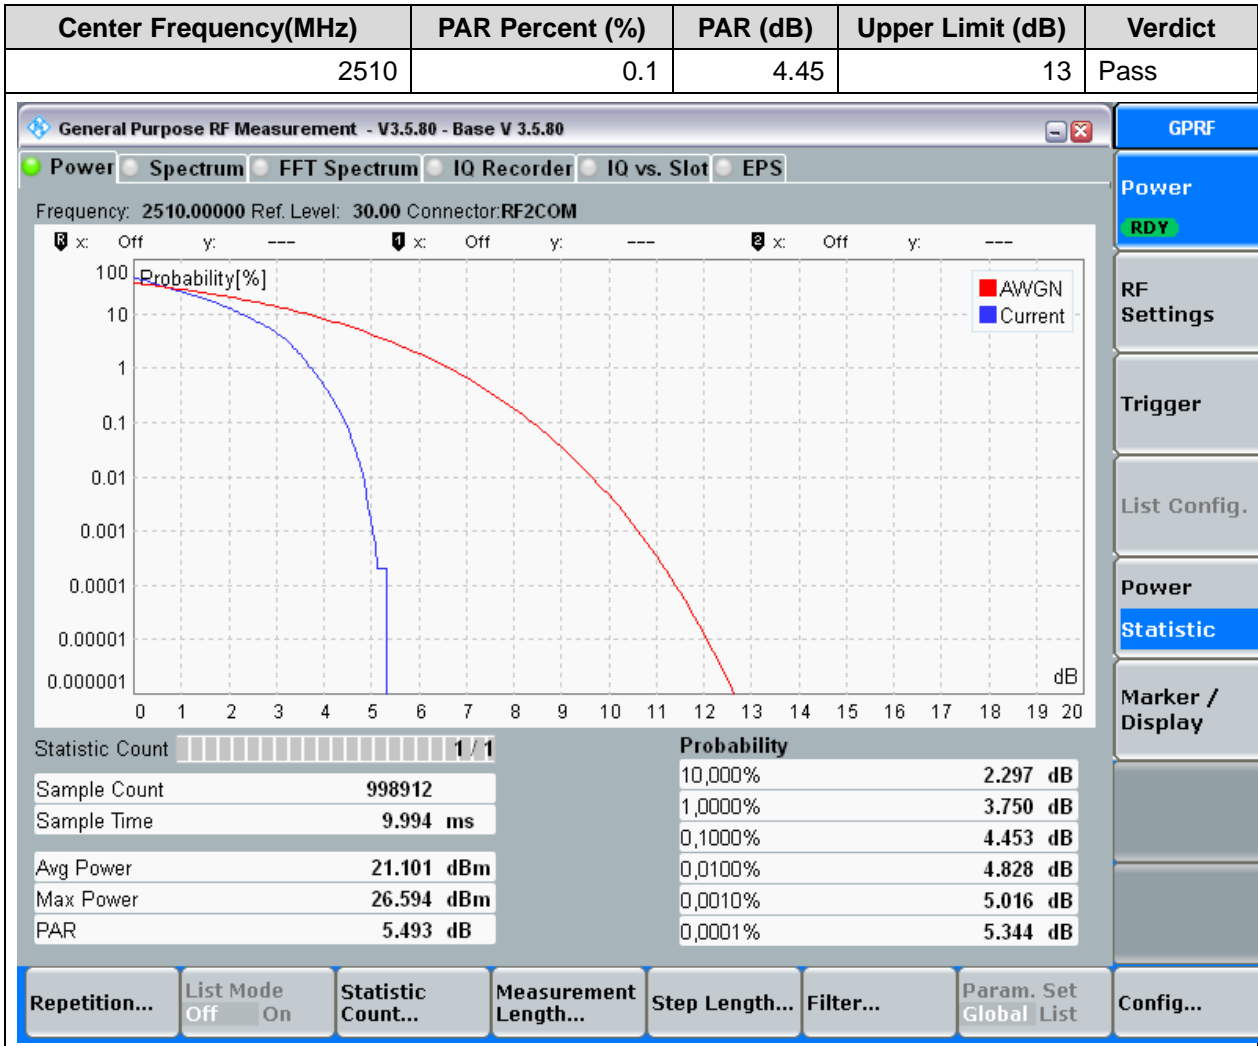 Center Frequency(MHz) PAR Percent (%) PAR (dB) Upper Limit (dB) Verdict
2510 0.1 4.45 13 Pass
General Purpose RF Measurement - V3.5.80 - Base V 3.5.80
GPRF
Power Spectrum FFT Spectrum IQ Recorder IQ vs. Slot EPS
Frequency: 2510.00000 Ref. Level: 30.00 Connector:RF2COM
R x: Off y: --- 1 x: Off y: --- 2 x: Off y: ---
Probability[%]
AWGN
Current
100
10
1
0.1
0.01
0.001
0.0001
0.00001
0.000001
dB
0 1 2 3 4 5 6 7 8 9 10 11 12 13 14 15 16 17 18 19 20
Statistic Count 1 / 1
Sample Count 998912
Sample Time 9.994 ms
Avg Power 21.101 dBm
Max Power 26.594 dBm
PAR 5.493 dB
Probability
10,000% 2.297 dB
1,0000% 3.750 dB
0,1000% 4.453 dB
0,0100% 4.828 dB
0,0010% 5.016 dB
0,0001% 5.344 dB
Power
RDY
RF
Settings
Trigger
List Config.
Power
Statistic
Marker /
Display
Repetition...
List Mode
Off On
Statistic
Count...
Measurement
Length...
Step Length...
Filter...
Param. Set
Global List
Config...